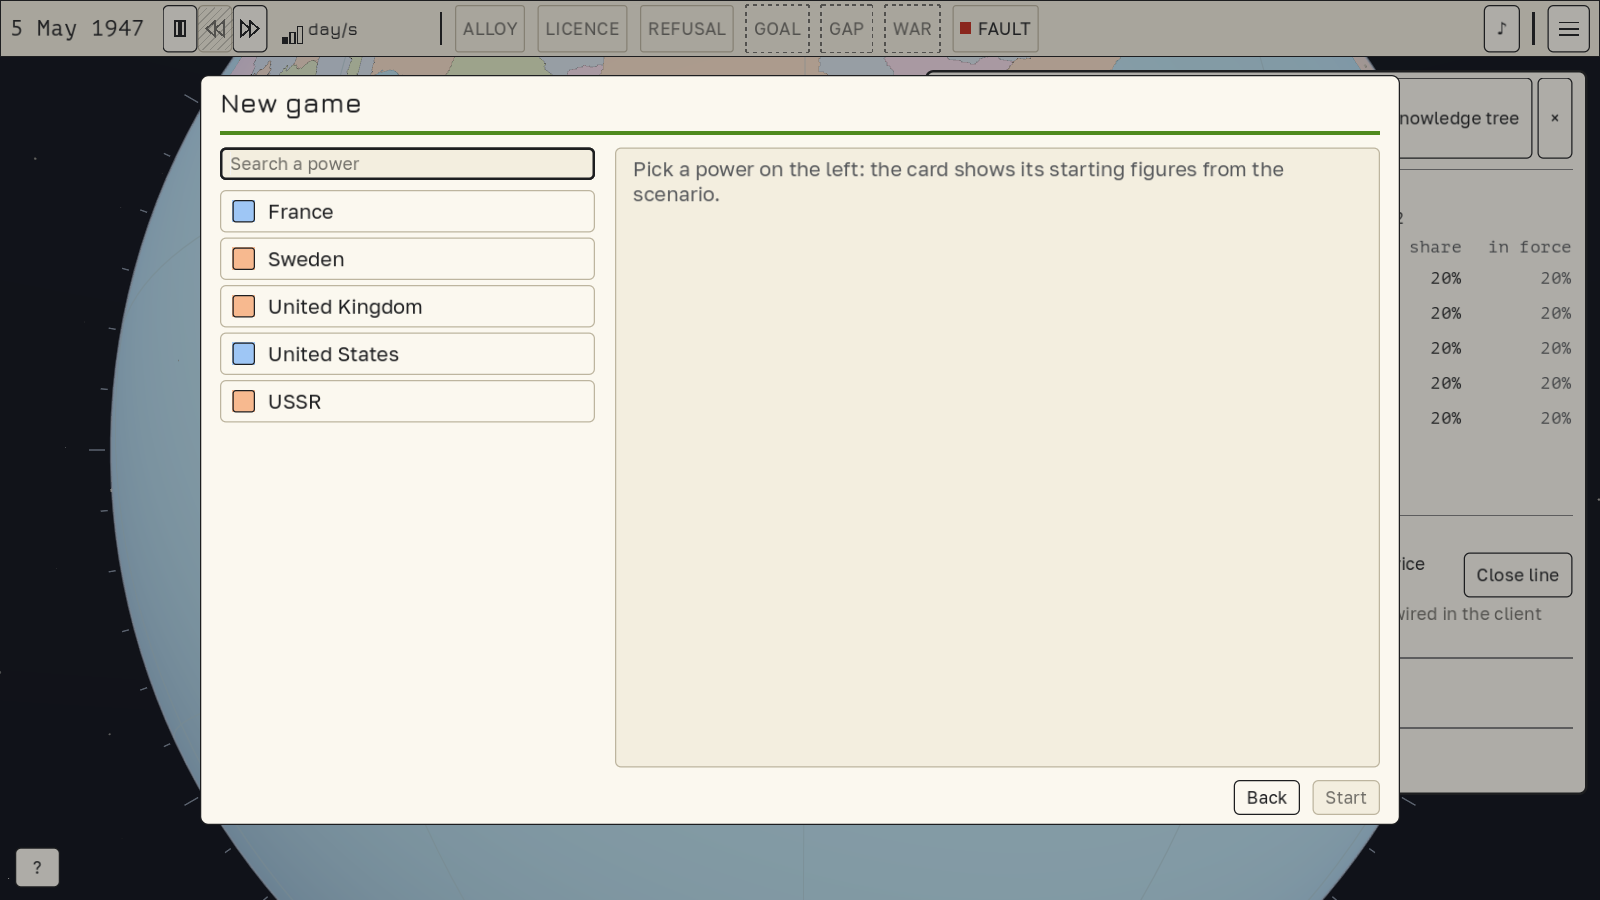 5 May 1947
day/s
ALLOY
LICENCE
REFUSAL
GOAL
GAP
WAR
FAULT
♪
New game
Search a power
France
Sweden
United Kingdom
United States
USSR
Pick a power on the left: the card shows its starting figures from the
scenario.
Back
Start
nowledge tree
×
share in force
20% 20%
20% 20%
20% 20%
20% 20%
20% 20%
Close line
wired in the client
?